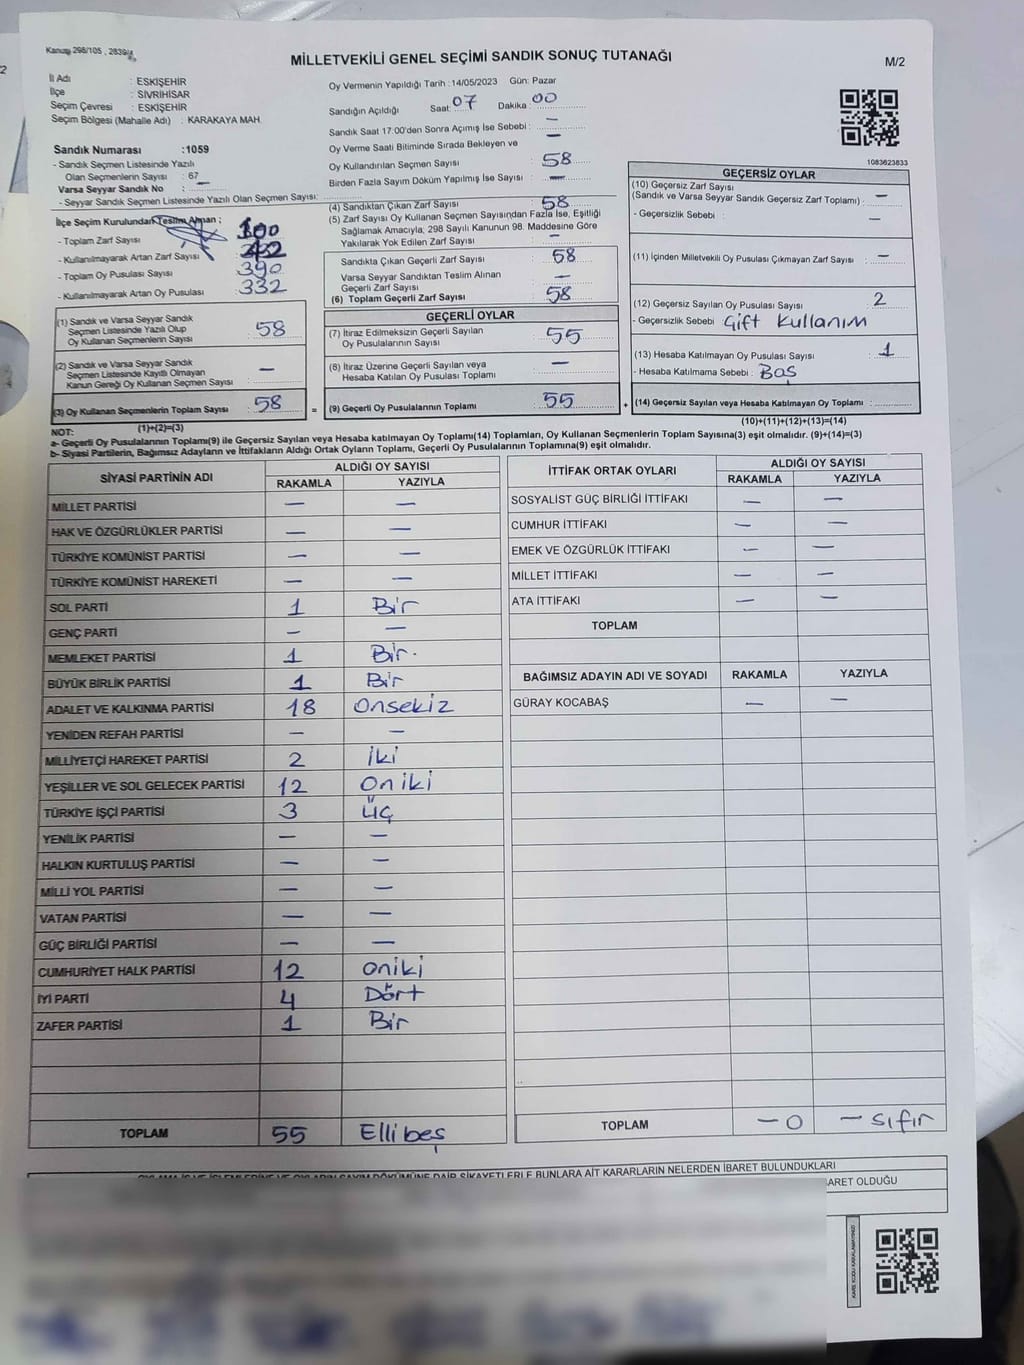 Kanun 298/105 , 2839/
MİLLETVEKİLİ GENEL SEÇİMİ SANDIK SONUÇ TUTANAĞI
M/2
İl Adı : ESKİŞEHİR
İlçe : SİVRİHİSAR
Seçim Çevresi : ESKİŞEHİR
Seçim Bölgesi (Mahalle Adı) : KARAKAYA MAH.
Sandık Numarası :1059
- Sandık Seçmen Listesinde Yazılı
Olan Seçmenlerin Sayısı : 67
Varsa Seyyar Sandık No : —
- Seyyar Sandık Seçmen Listesinde Yazılı Olan Seçmen Sayısı:
Oy Vermenin Yapıldığı Tarih :14/05/2023 Gün: Pazar
Sandığın Açıldığı Saat: 07 Dakika : 00
Sandık Saat 17:00'den Sonra Açımış İse Sebebi : —
Oy Verme Saati Bitiminde Sırada Bekleyen ve —
Oy Kullandırılan Seçmen Sayısı : 58
Birden Fazla Sayım Döküm Yapılmış İse Sayısı : —
1083623833
İlçe Seçim Kurulundan Teslim Alınan ;
- Toplam Zarf Sayısı
- Kullanılmayarak Artan Zarf Sayısı
- Toplam Oy Pusulası Sayısı 390
- Kullanılmayarak Artan Oy Pusulası 332
(1) Sandık ve Varsa Seyyar Sandık
Seçmen Listesinde Yazılı Olup
Oy Kullanan Seçmenlerin Sayısı : 58
(2) Sandık ve Varsa Seyyar Sandık
Seçmen Listesinde Kayıtlı Olmayan
Kanun Gereği Oy Kullanan Seçmen Sayısı : —
(3) Oy Kullanan Seçmenlerin Toplam Sayısı 58
(1)+(2)=(3)
(4) Sandıktan Çıkan Zarf Sayısı : 58
(5) Zarf Sayısı Oy Kullanan Seçmen Sayısından Fazla İse, Eşitliği
Sağlamak Amacıyla, 298 Sayılı Kanunun 98. Maddesine Göre
Yakılarak Yok Edilen Zarf Sayısı : —
Sandıkta Çıkan Geçerli Zarf Sayısı : 58
Varsa Seyyar Sandıktan Teslim Alınan
Geçerli Zarf Sayısı : —
(6) Toplam Geçerli Zarf Sayısı : 58
GEÇERLİ OYLAR
(7) İtiraz Edilmeksizin Geçerli Sayılan
Oy Pusulalarının Sayısı : 55
(8) İtiraz Üzerine Geçerli Sayılan veya
Hesaba Katılan Oy Pusulası Toplamı : —
= (9) Geçerli Oy Pusulalarının Toplamı : 55
GEÇERSİZ OYLAR
(10) Geçersiz Zarf Sayısı
(Sandık ve Varsa Seyyar Sandık Geçersiz Zarf Toplamı) : —
- Geçersizlik Sebebi : —
(11) İçinden Milletvekili Oy Pusulası Çıkmayan Zarf Sayısı : —
(12) Geçersiz Sayılan Oy Pusulası Sayısı : 2
- Geçersizlik Sebebi : Çift Kullanım
(13) Hesaba Katılmayan Oy Pusulası Sayısı : 1
- Hesaba Katılmama Sebebi : Boş
+ (14) Geçersiz Sayılan veya Hesaba Katılmayan Oy Toplamı :
(10)+(11)+(12)+(13)=(14)
NOT:
a- Geçerli Oy Pusulalarının Toplamı(9) ile Geçersiz Sayılan veya Hesaba katılmayan Oy Toplamı(14) Toplamları, Oy Kullanan Seçmenlerin Toplam Sayısına(3) eşit olmalıdır. (9)+(14)=(3)
b- Siyasi Partilerin, Bağımsız Adayların ve İttifakların Aldığı Ortak Oyların Toplamı, Geçerli Oy Pusulalarının Toplamına(9) eşit olmalıdır.
SİYASİ PARTİNİN ADI ALDIĞI OY SAYISI
RAKAMLA YAZIYLA
MİLLET PARTİSİ — —
HAK VE ÖZGÜRLÜKLER PARTİSİ — —
TÜRKİYE KOMÜNİST PARTİSİ — —
TÜRKİYE KOMÜNİST HAREKETİ — —
SOL PARTİ 1 Bir
GENÇ PARTİ — —
MEMLEKET PARTİSİ 1 Bir.
BÜYÜK BİRLİK PARTİSİ 1 Bir
ADALET VE KALKINMA PARTİSİ 18 Onsekiz
YENİDEN REFAH PARTİSİ — —
MİLLİYETÇİ HAREKET PARTİSİ 2 İki
YEŞİLLER VE SOL GELECEK PARTİSİ 12 Oniki
TÜRKİYE İŞÇİ PARTİSİ 3 Üç
YENİLİK PARTİSİ — —
HALKIN KURTULUŞ PARTİSİ — —
MİLLİ YOL PARTİSİ — —
VATAN PARTİSİ — —
GÜÇ BİRLİĞİ PARTİSİ — —
CUMHURİYET HALK PARTİSİ 12 Oniki
İYİ PARTİ 4 Dört
ZAFER PARTİSİ 1 Bir
TOPLAM 55 Elli beş
İTTİFAK ORTAK OYLARI ALDIĞI OY SAYISI
RAKAMLA YAZIYLA
SOSYALİST GÜÇ BİRLİĞİ İTTİFAKI — —
CUMHUR İTTİFAKI — —
EMEK VE ÖZGÜRLÜK İTTİFAKI — —
MİLLET İTTİFAKI — —
ATA İTTİFAKI — —
TOPLAM
BAĞIMSIZ ADAYIN ADI VE SOYADI RAKAMLA YAZIYLA
GÜRAY KOCABAŞ — —
TOPLAM — 0 — sıfır
SAYIM DÖKÜMÜNE DAİR ŞİKAYETLER İLE BUNLARA AİT KARARLARIN NELERDEN İBARET BULUNDUKLARI
BARET OLDUĞU